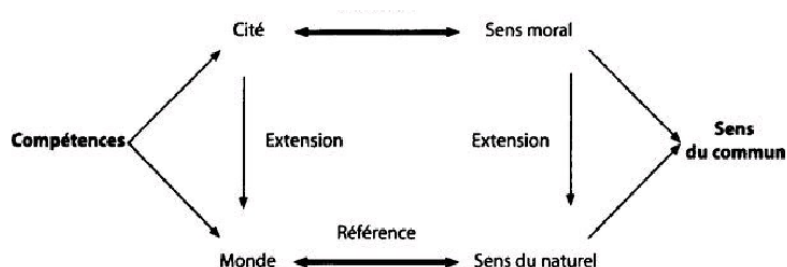 Cité
Sens moral
Compétences
Extension
Extension
Sens
du commun
Référence
Monde
Sens du naturel